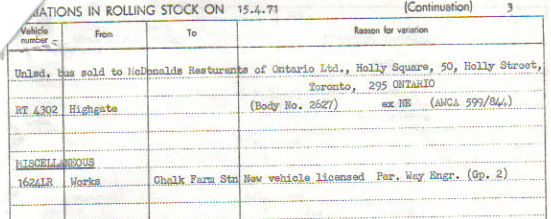 IATIONS IN ROLLING STOCK ON 15.4.71 (Continuation) 3
Vehicle number From To Reason for variation
Unlsd. bus sold to McDonalds Resturents of Ontario Ltd., Holly Square, 50, Holly Street,
Toronto, 295 ONTARIO
RT 4302 Highgate (Body No. 2627) ex NE (AWCA 599/844)
MISCELLANEOUS
1624LR Works Chalk Farm Stn New vehicle licensed Per. Way Engr. (Gp. 2)